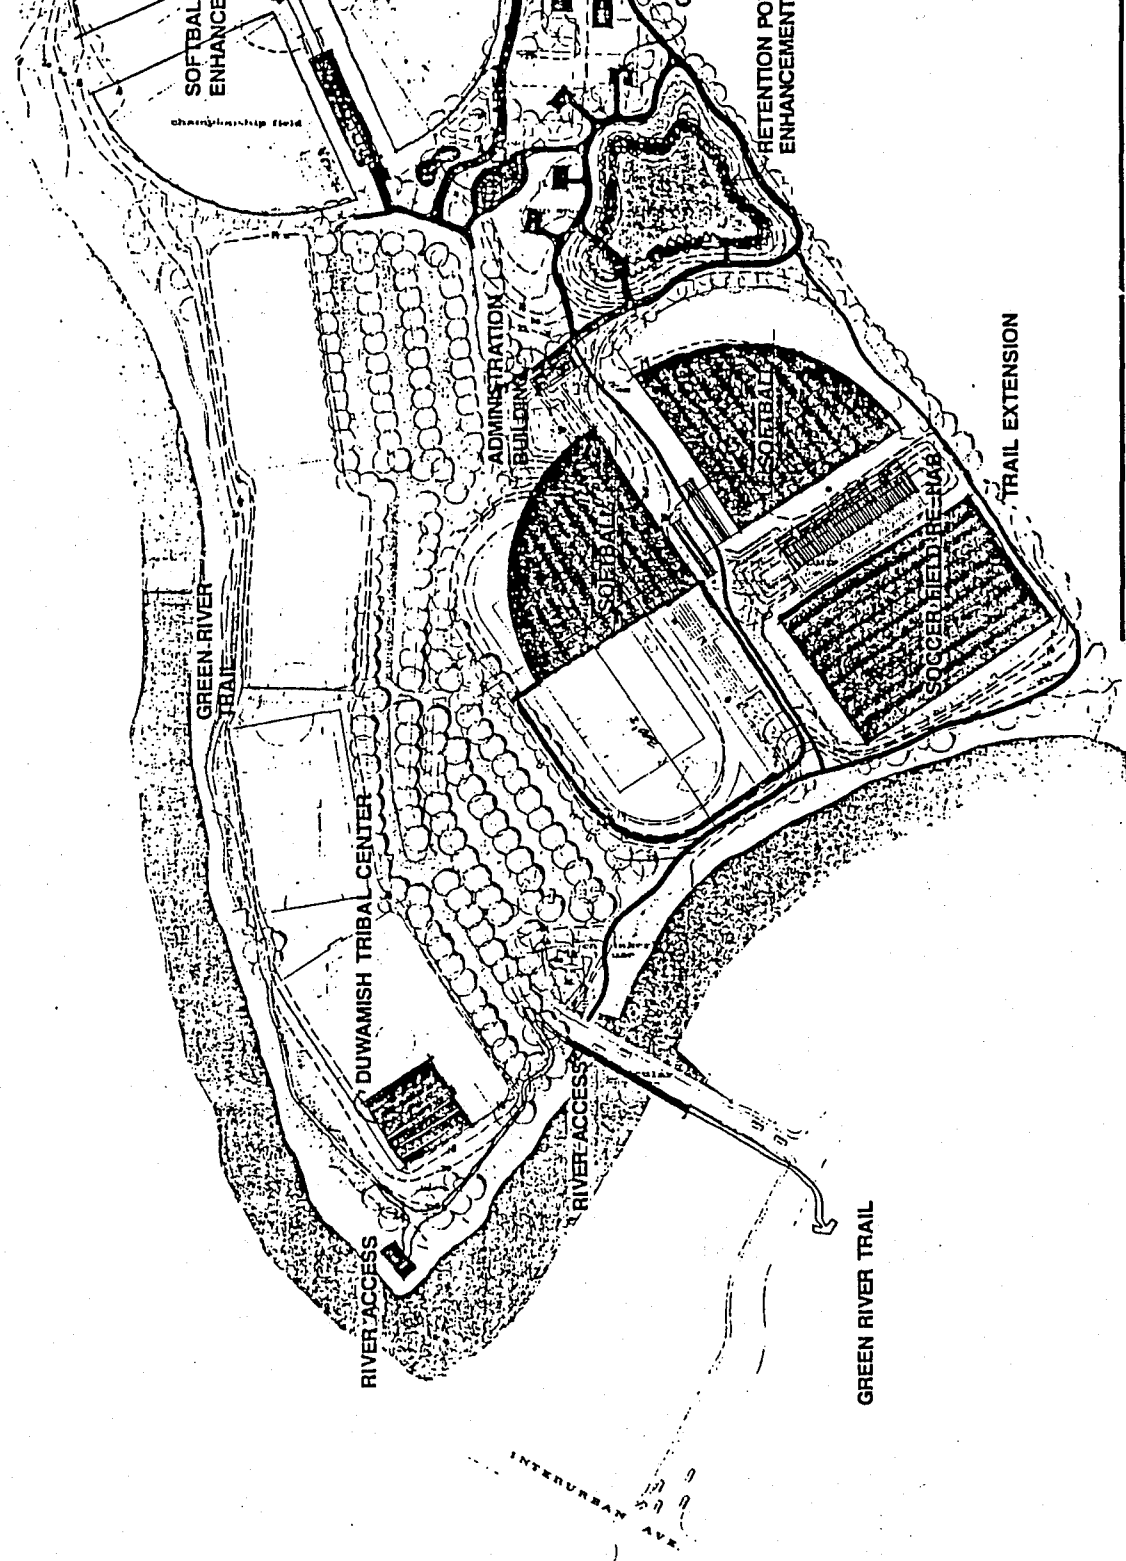 SOFTBAL
ENHANCE
championship field
RETENTION PO
ENHANCEMENT
ADMINISTRATION
BUILDING
TRAIL EXTENSION
SOFTBALL
SOFTBALL
SOCCER FIELD RE-HAB
GREEN RIVER
TRAIL
DUWAMISH TRIBAL CENTER
RIVER ACCESS
RIVER ACCESS
GREEN RIVER TRAIL
INTERURBAN AVE.